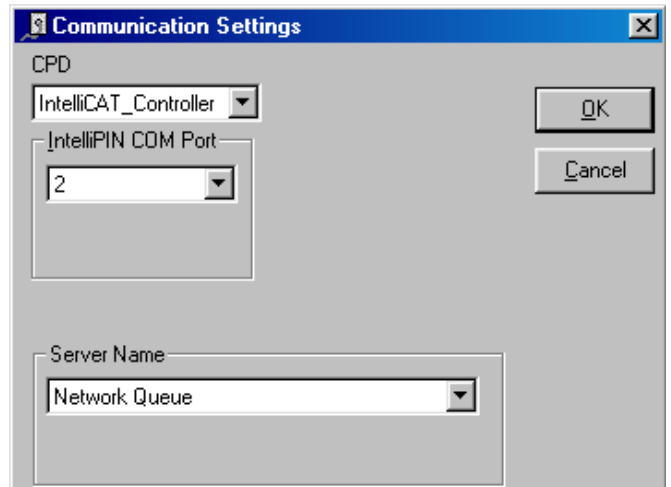 Communication Settings
CPD
IntelliCAT_Controller
OK
IntelliPIN COM Port
2
Cancel
Server Name
Network Queue